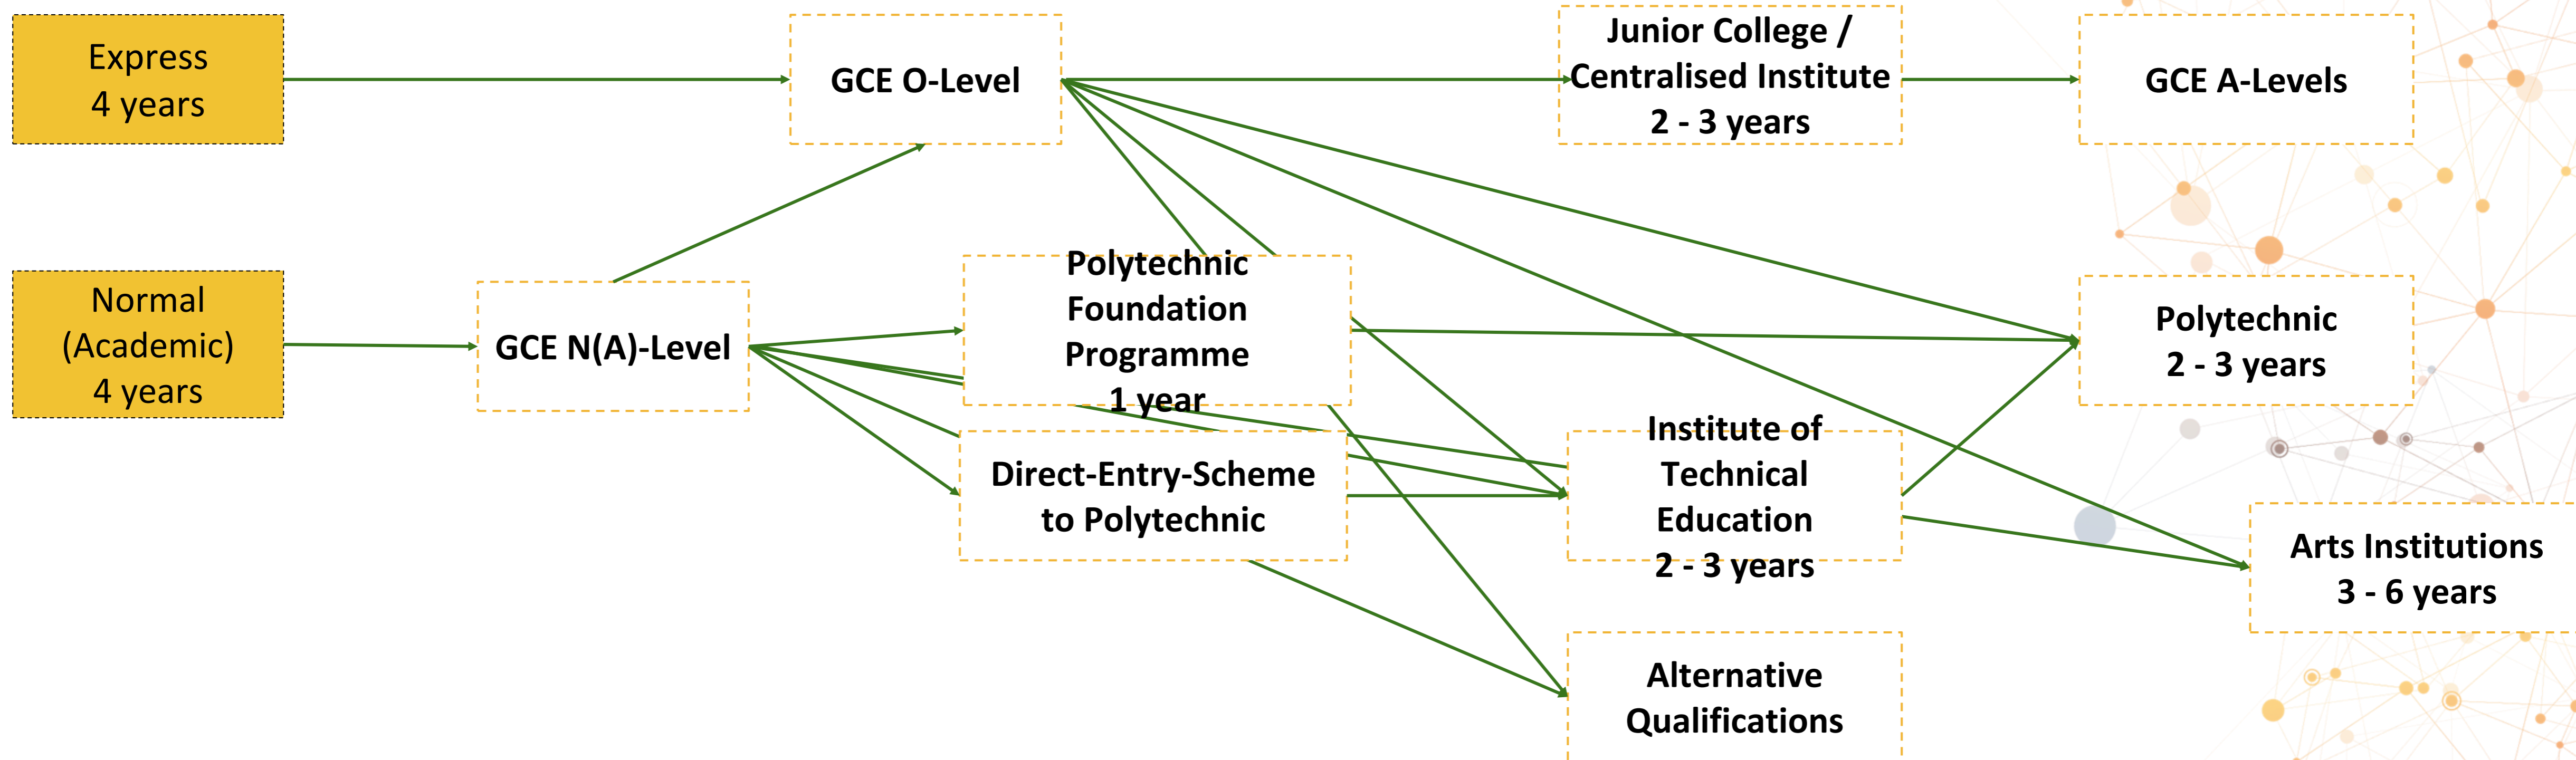 Express
4 years
GCE O-Level
Junior College /
Centralised Institute
2 - 3 years
GCE A-Levels
Normal
(Academic)
4 years
GCE N(A)-Level
Polytechnic
Foundation
Programme
1 year
Polytechnic
2 - 3 years
Direct-Entry-Scheme
to Polytechnic
Institute of
Technical
Education
2 - 3 years
Arts Institutions
3 - 6 years
Alternative
Qualifications